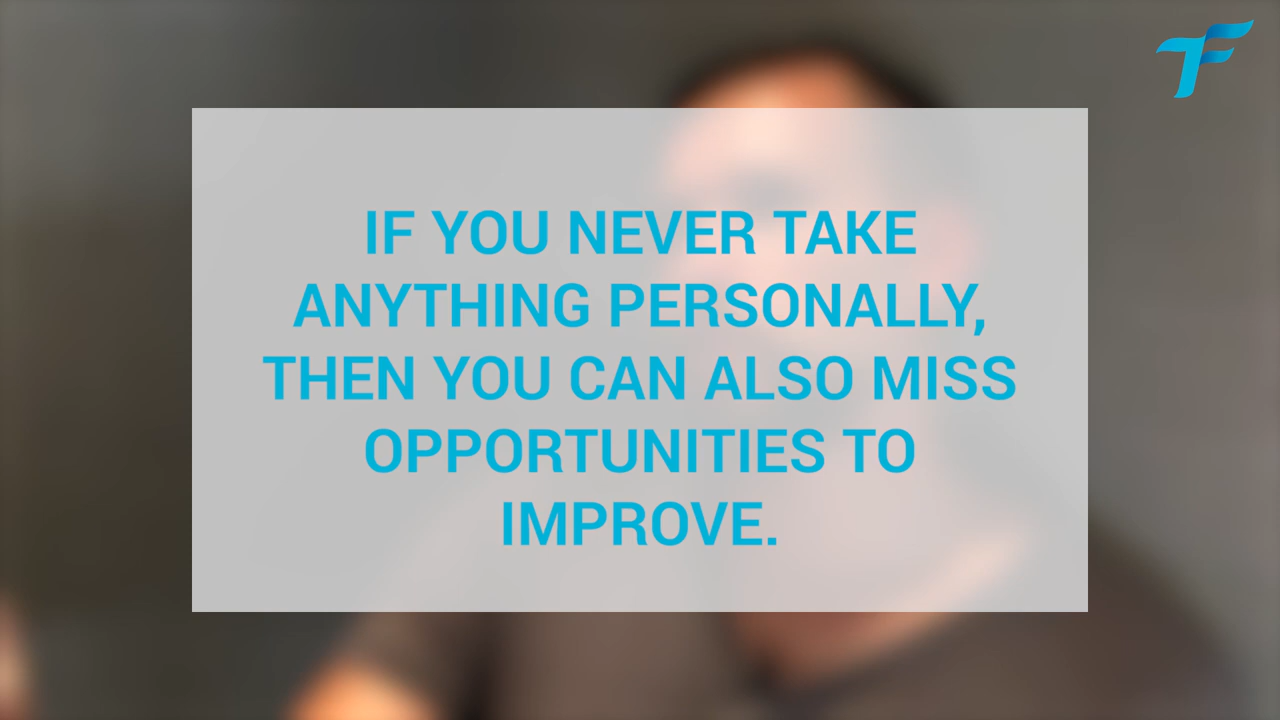 IF YOU NEVER TAKE
ANYTHING PERSONALLY,
THEN YOU CAN ALSO MISS
OPPORTUNITIES TO
IMPROVE.